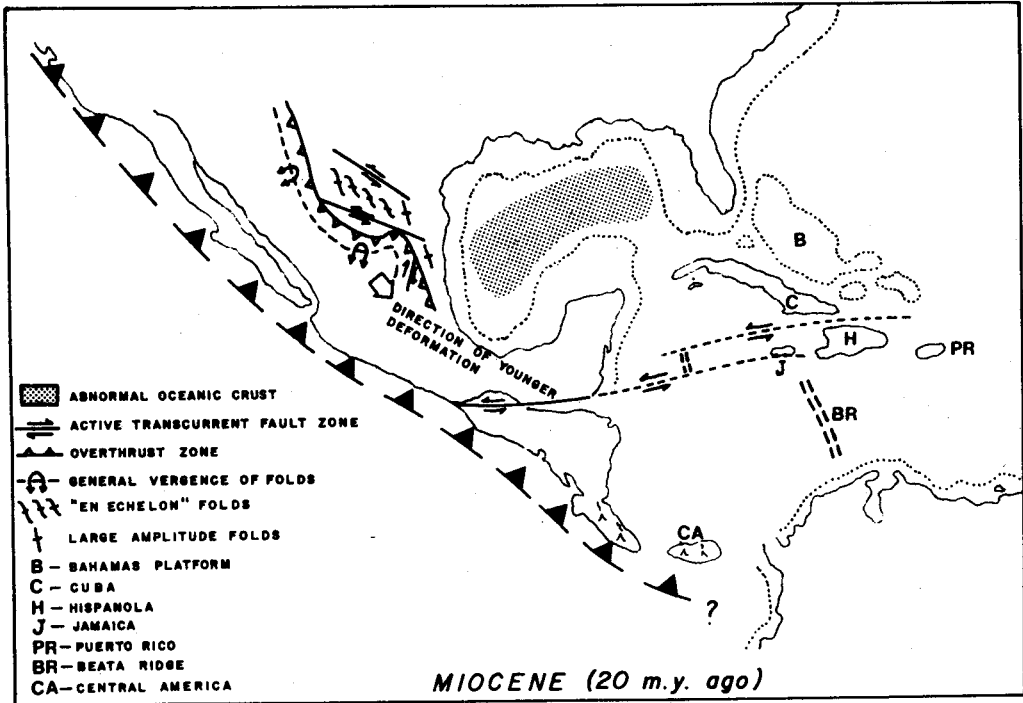 B
C
H
PR
J
BR
DIRECTION OF YOUNGER
DEFORMATION
CA
?
ABNORMAL OCEANIC CRUST
ACTIVE TRANSCURRENT FAULT ZONE
OVERTHRUST ZONE
GENERAL VERGENCE OF FOLDS
"EN ECHELON" FOLDS
LARGE AMPLITUDE FOLDS
B - BAHAMAS PLATFORM
C - CUBA
H - HISPANOLA
J - JAMAICA
PR - PUERTO RICO
BR - BEATA RIDGE
CA - CENTRAL AMERICA
MIOCENE (20 m.y. ago)